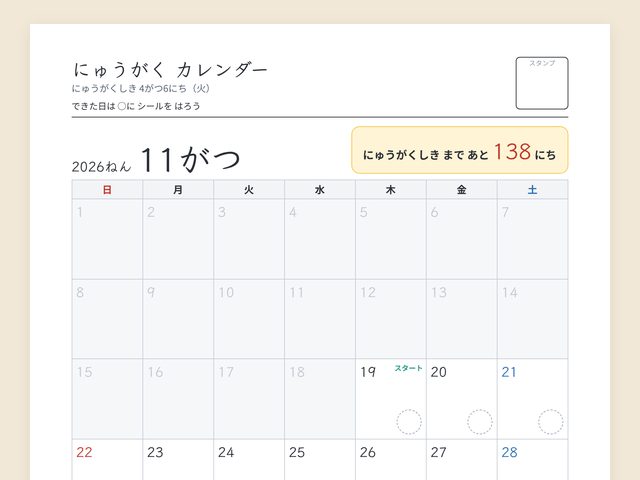 にゅうがく カレンダー
スタンプ
にゅうがくしき 4がつ6にち（火）
できた日は ○に シールを はろう
2026ねん 11がつ
にゅうがくしき まで あと 138 にち
日 月 火 水 木 金 土
1 2 3 4 5 6 7
8 9 10 11 12 13 14
15 16 17 18 19 スタート 20 21
22 23 24 25 26 27 28